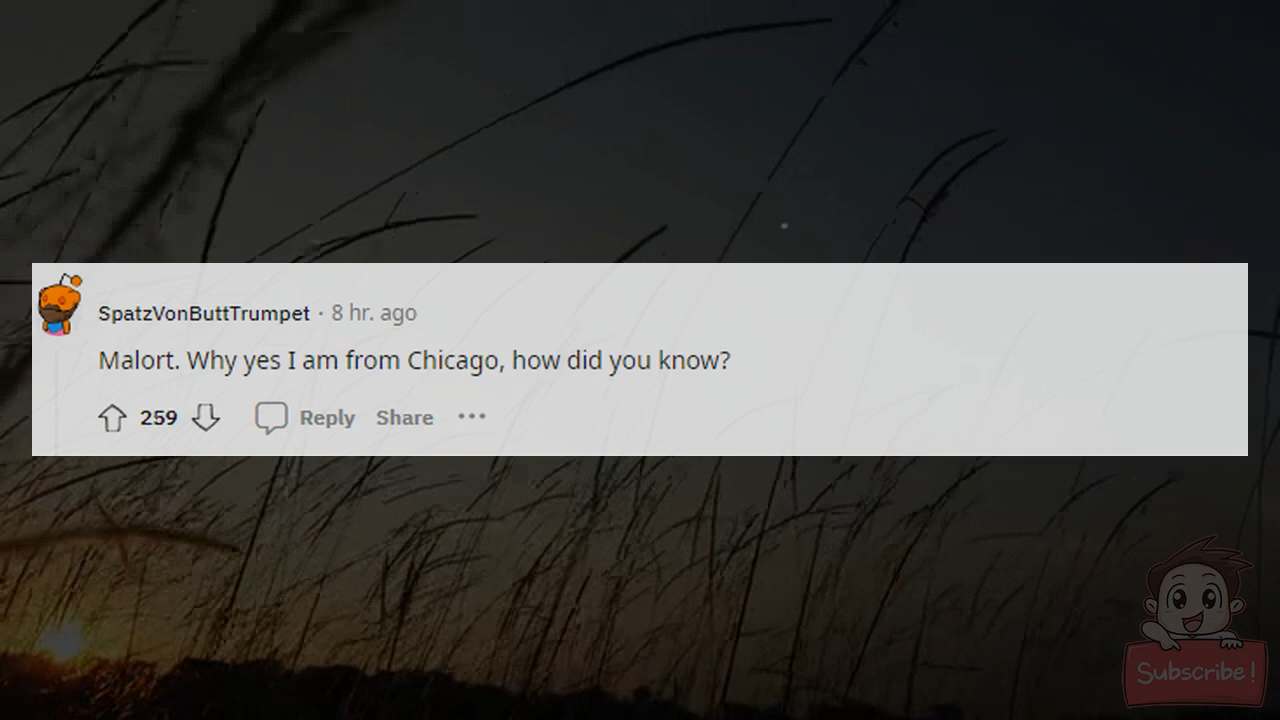 SpatzVonButtTrumpet · 8 hr. ago
Malort. Why yes I am from Chicago, how did you know?
259 Reply Share ···
Subscribe!